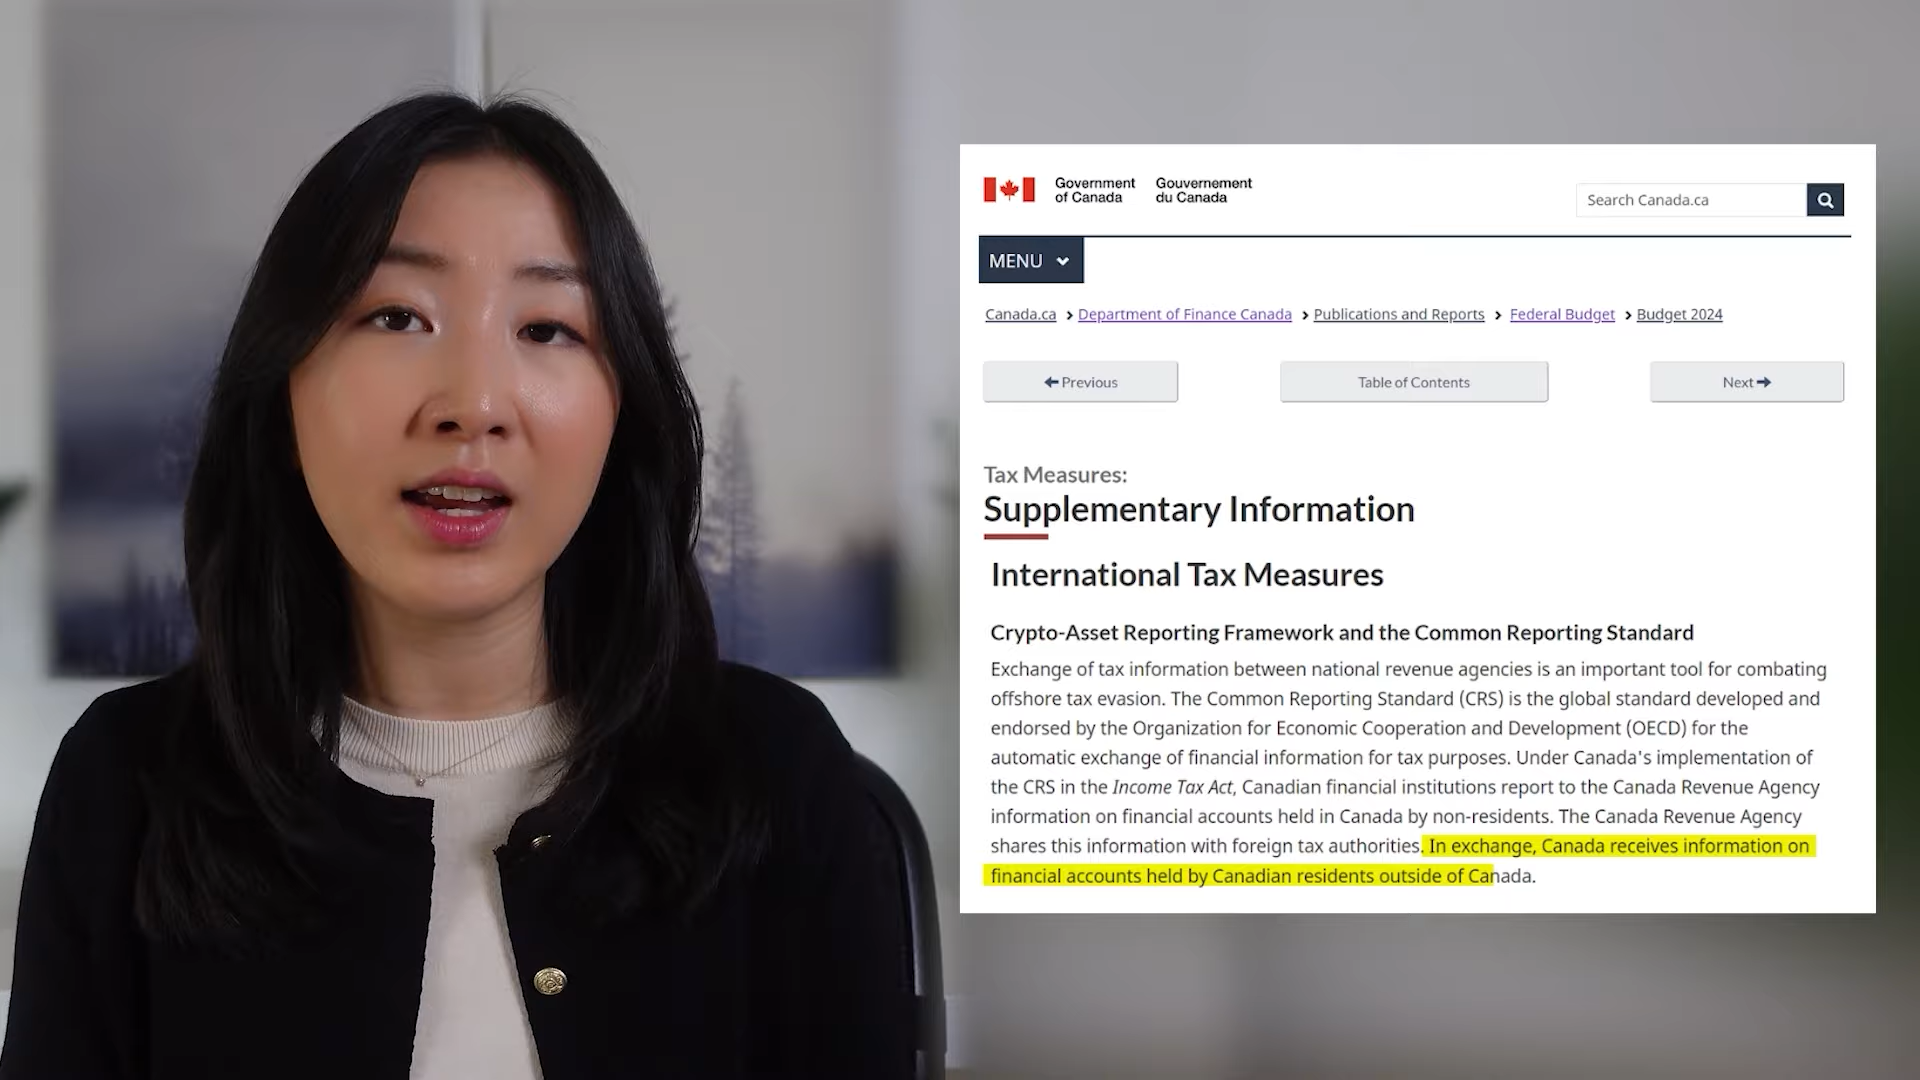 Government of Canada
Gouvernement du Canada
Search Canada.ca
MENU
Canada.ca > Department of Finance Canada > Publications and Reports > Federal Budget > Budget 2024
Previous
Table of Contents
Next
Tax Measures:
Supplementary Information
International Tax Measures
Crypto-Asset Reporting Framework and the Common Reporting Standard
Exchange of tax information between national revenue agencies is an important tool for combating
offshore tax evasion. The Common Reporting Standard (CRS) is the global standard developed and
endorsed by the Organization for Economic Cooperation and Development (OECD) for the
automatic exchange of financial information for tax purposes. Under Canada's implementation of
the CRS in the Income Tax Act, Canadian financial institutions report to the Canada Revenue Agency
information on financial accounts held in Canada by non-residents. The Canada Revenue Agency
shares this information with foreign tax authorities. In exchange, Canada receives information on
financial accounts held by Canadian residents outside of Canada.